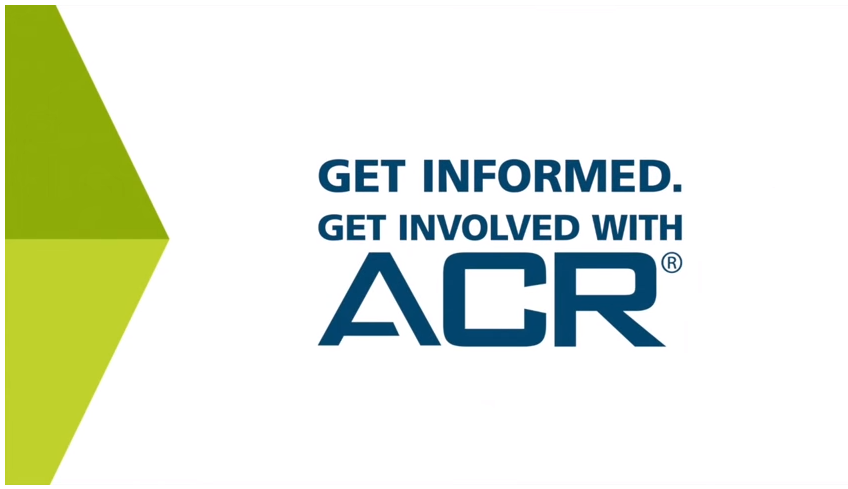 GET INFORMED.
GET INVOLVED WITH
ACR®